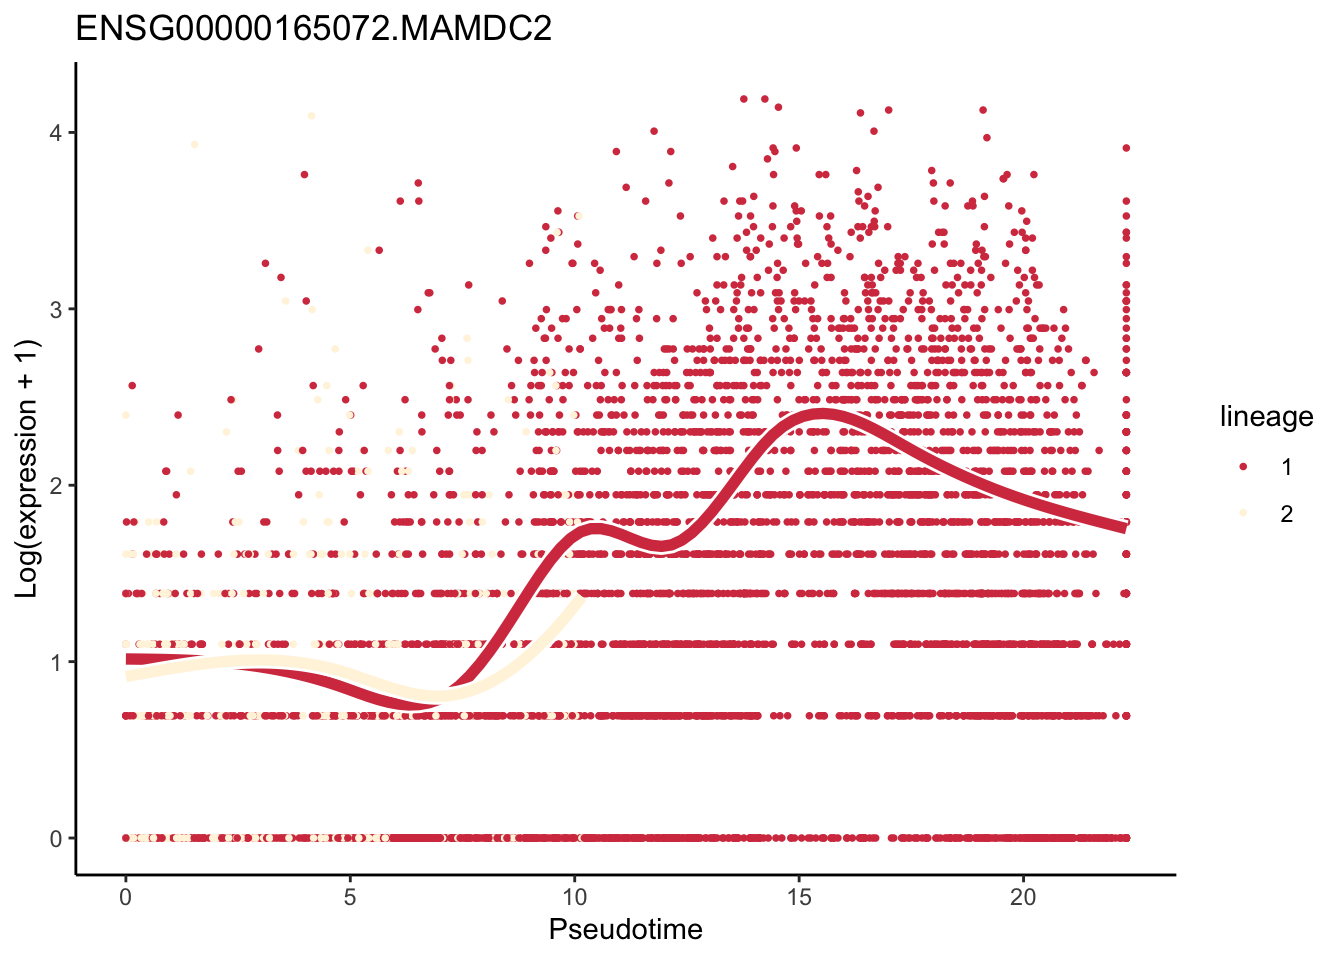 ENSG00000165072.MAMDC2
Log(expression + 1)
4
3
2
1
0
0 5 10 15 20
Pseudotime
lineage
1
2